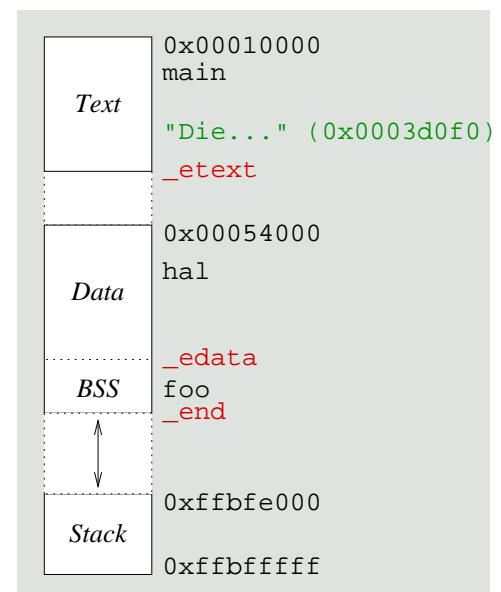 0x00010000
main
Text
"Die..." (0x0003d0f0)
_etext
0x00054000
hal
Data
_edata
BSS
foo
_end
0xffbfe000
Stack
0xffbfffff